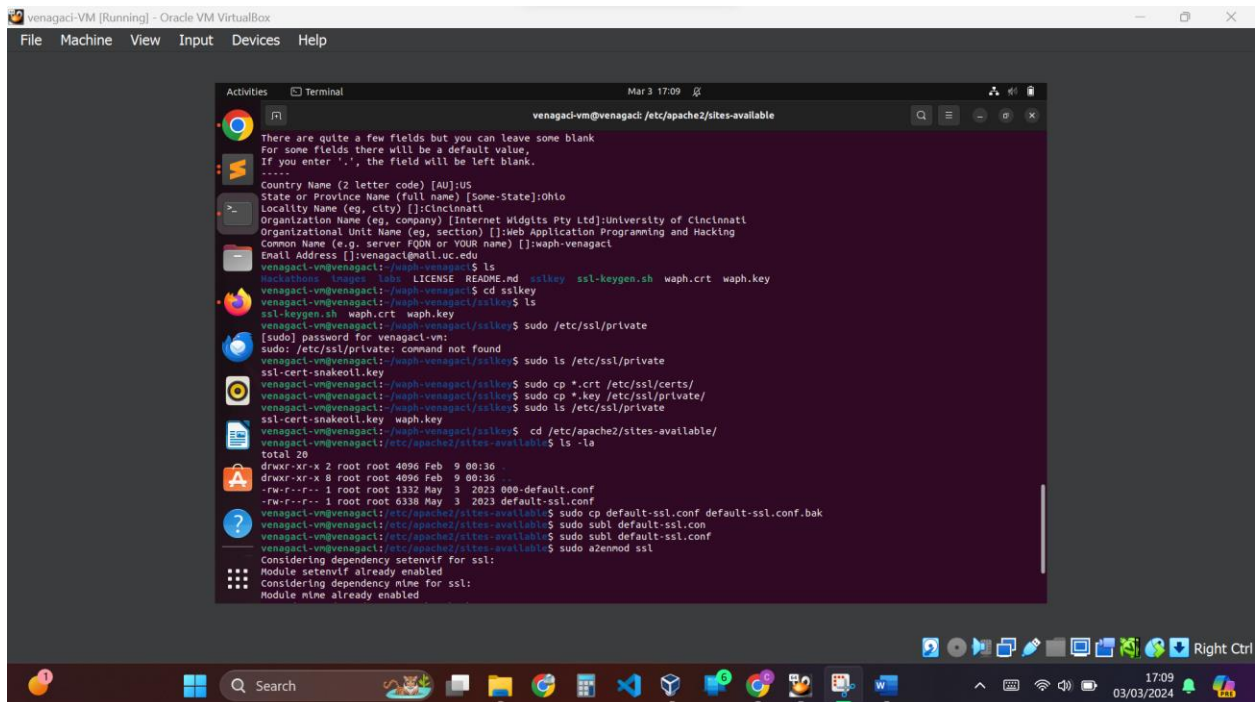 venagaci-VM [Running] - Oracle VM VirtualBox
File Machine View Input Devices Help
Activities Terminal Mar 3 17:09
venagaci-vm@venagaci: /etc/apache2/sites-available
There are quite a few fields but you can leave some blank
For some fields there will be a default value,
If you enter '.', the field will be left blank.
-----
Country Name (2 letter code) [AU]:US
State or Province Name (full name) [Some-State]:Ohio
Locality Name (eg, city) []:Cincinnati
Organization Name (eg, company) [Internet Widgits Pty Ltd]:University of Cincinnati
Organizational Unit Name (eg, section) []:Web Application Programming and Hacking
Common Name (e.g. server FQDN or YOUR name) []:waph-venagaci
Email Address []:venagaci@mail.uc.edu
venagaci-vm@venagaci:~/waph-venagaci$ ls
Hackathons images labs LICENSE README.md sslkey ssl-keygen.sh waph.crt waph.key
venagaci-vm@venagaci:~/waph-venagaci$ cd sslkey
venagaci-vm@venagaci:~/waph-venagaci/sslkey$ ls
ssl-keygen.sh waph.crt waph.key
venagaci-vm@venagaci:~/waph-venagaci/sslkey$ sudo /etc/ssl/private
[sudo] password for venagaci-vm:
sudo: /etc/ssl/private: command not found
venagaci-vm@venagaci:~/waph-venagaci/sslkey$ sudo ls /etc/ssl/private
ssl-cert-snakeoil.key
venagaci-vm@venagaci:~/waph-venagaci/sslkey$ sudo cp *.crt /etc/ssl/certs/
venagaci-vm@venagaci:~/waph-venagaci/sslkey$ sudo cp *.key /etc/ssl/private/
venagaci-vm@venagaci:~/waph-venagaci/sslkey$ sudo ls /etc/ssl/private
ssl-cert-snakeoil.key waph.key
venagaci-vm@venagaci:~/waph-venagaci/sslkey$  cd /etc/apache2/sites-available/
venagaci-vm@venagaci:/etc/apache2/sites-available$ ls -la
total 20
drwxr-xr-x 2 root root 4096 Feb  9 00:36 .
drwxr-xr-x 8 root root 4096 Feb  9 00:36 ..
-rw-r--r-- 1 root root 1332 May  3  2023 000-default.conf
-rw-r--r-- 1 root root 6338 May  3  2023 default-ssl.conf
venagaci-vm@venagaci:/etc/apache2/sites-available$ sudo cp default-ssl.conf default-ssl.conf.bak
venagaci-vm@venagaci:/etc/apache2/sites-available$ sudo subl default-ssl.con
venagaci-vm@venagaci:/etc/apache2/sites-available$ sudo subl default-ssl.conf
venagaci-vm@venagaci:/etc/apache2/sites-available$ sudo a2enmod ssl
Considering dependency setenvif for ssl:
Module setenvif already enabled
Considering dependency mime for ssl:
Module mime already enabled
Right Ctrl
1
Search
6
17:09
03/03/2024